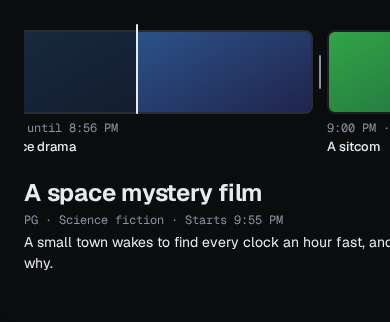 until 8:56 PM
9:00 PM ·
drama
A sitcom
A space mystery film
PG · Science fiction · Starts 9:55 PM
A small town wakes to find every clock an hour fast, and
why.